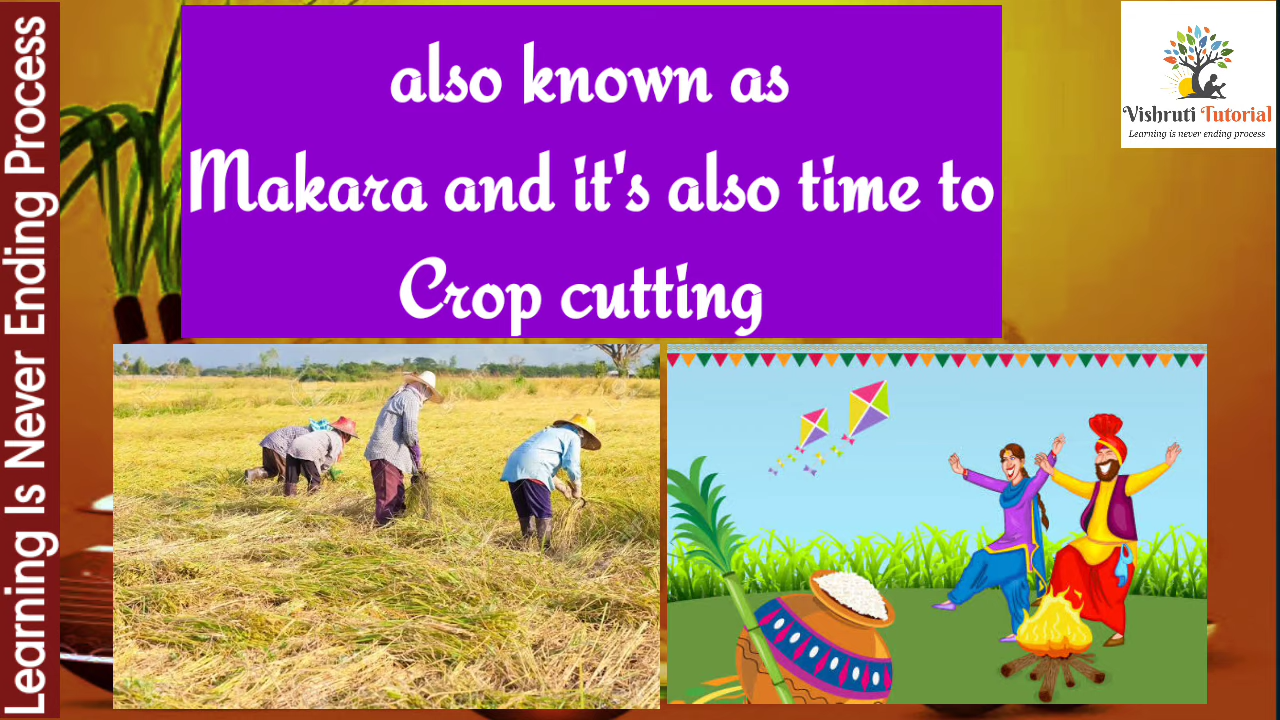 also known as
Makara and it's also time to
Crop cutting
Learning Is Never Ending Process
Vishruti Tutorial
Learning is never ending process